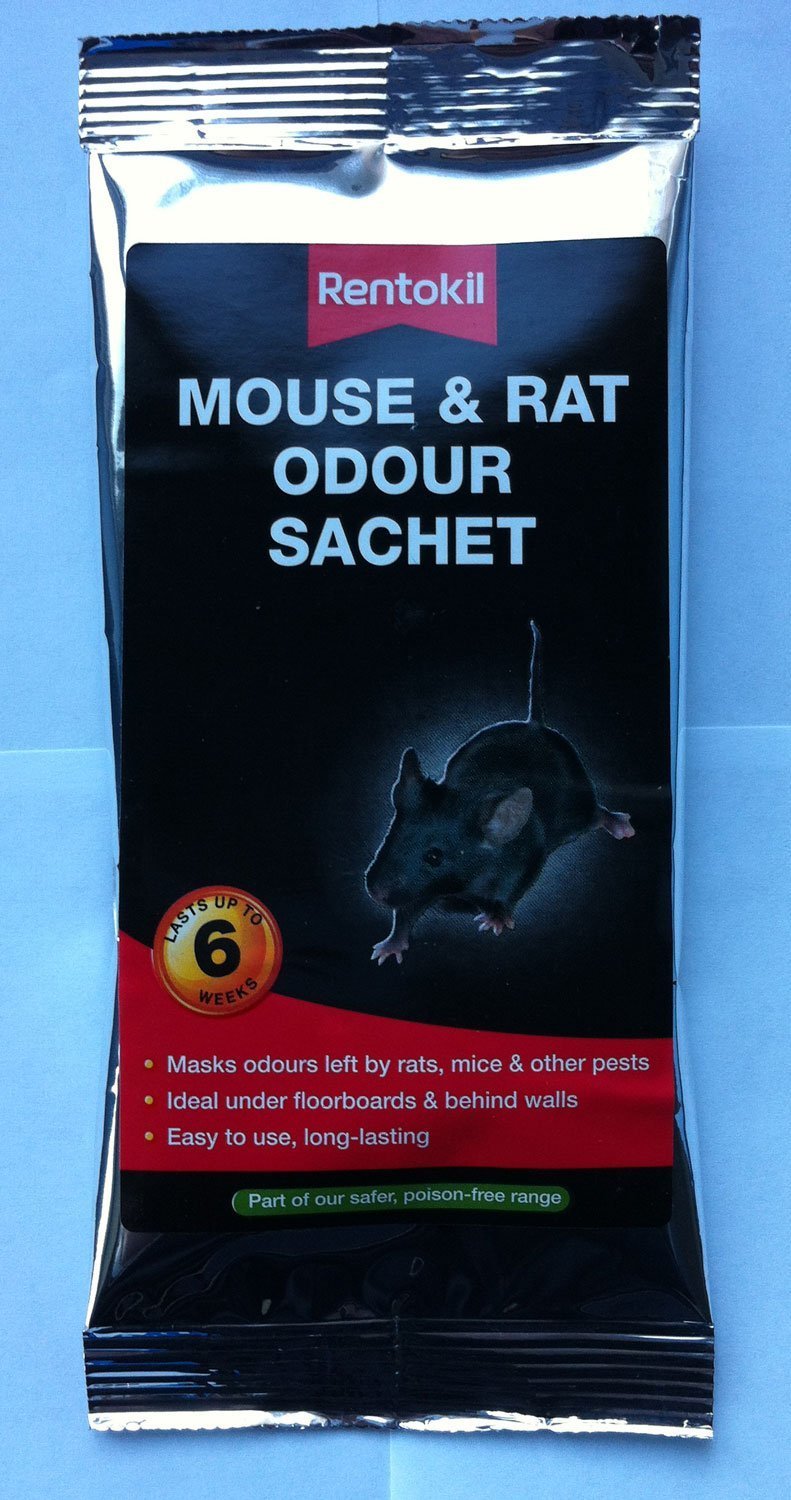 Rentokil
MOUSE & RAT
ODOUR
SACHET
LASTS UP TO
6
WEEKS
• Masks odours left by rats, mice & other pests
• Ideal under floorboards & behind walls
• Easy to use, long-lasting
Part of our safer, poison-free range